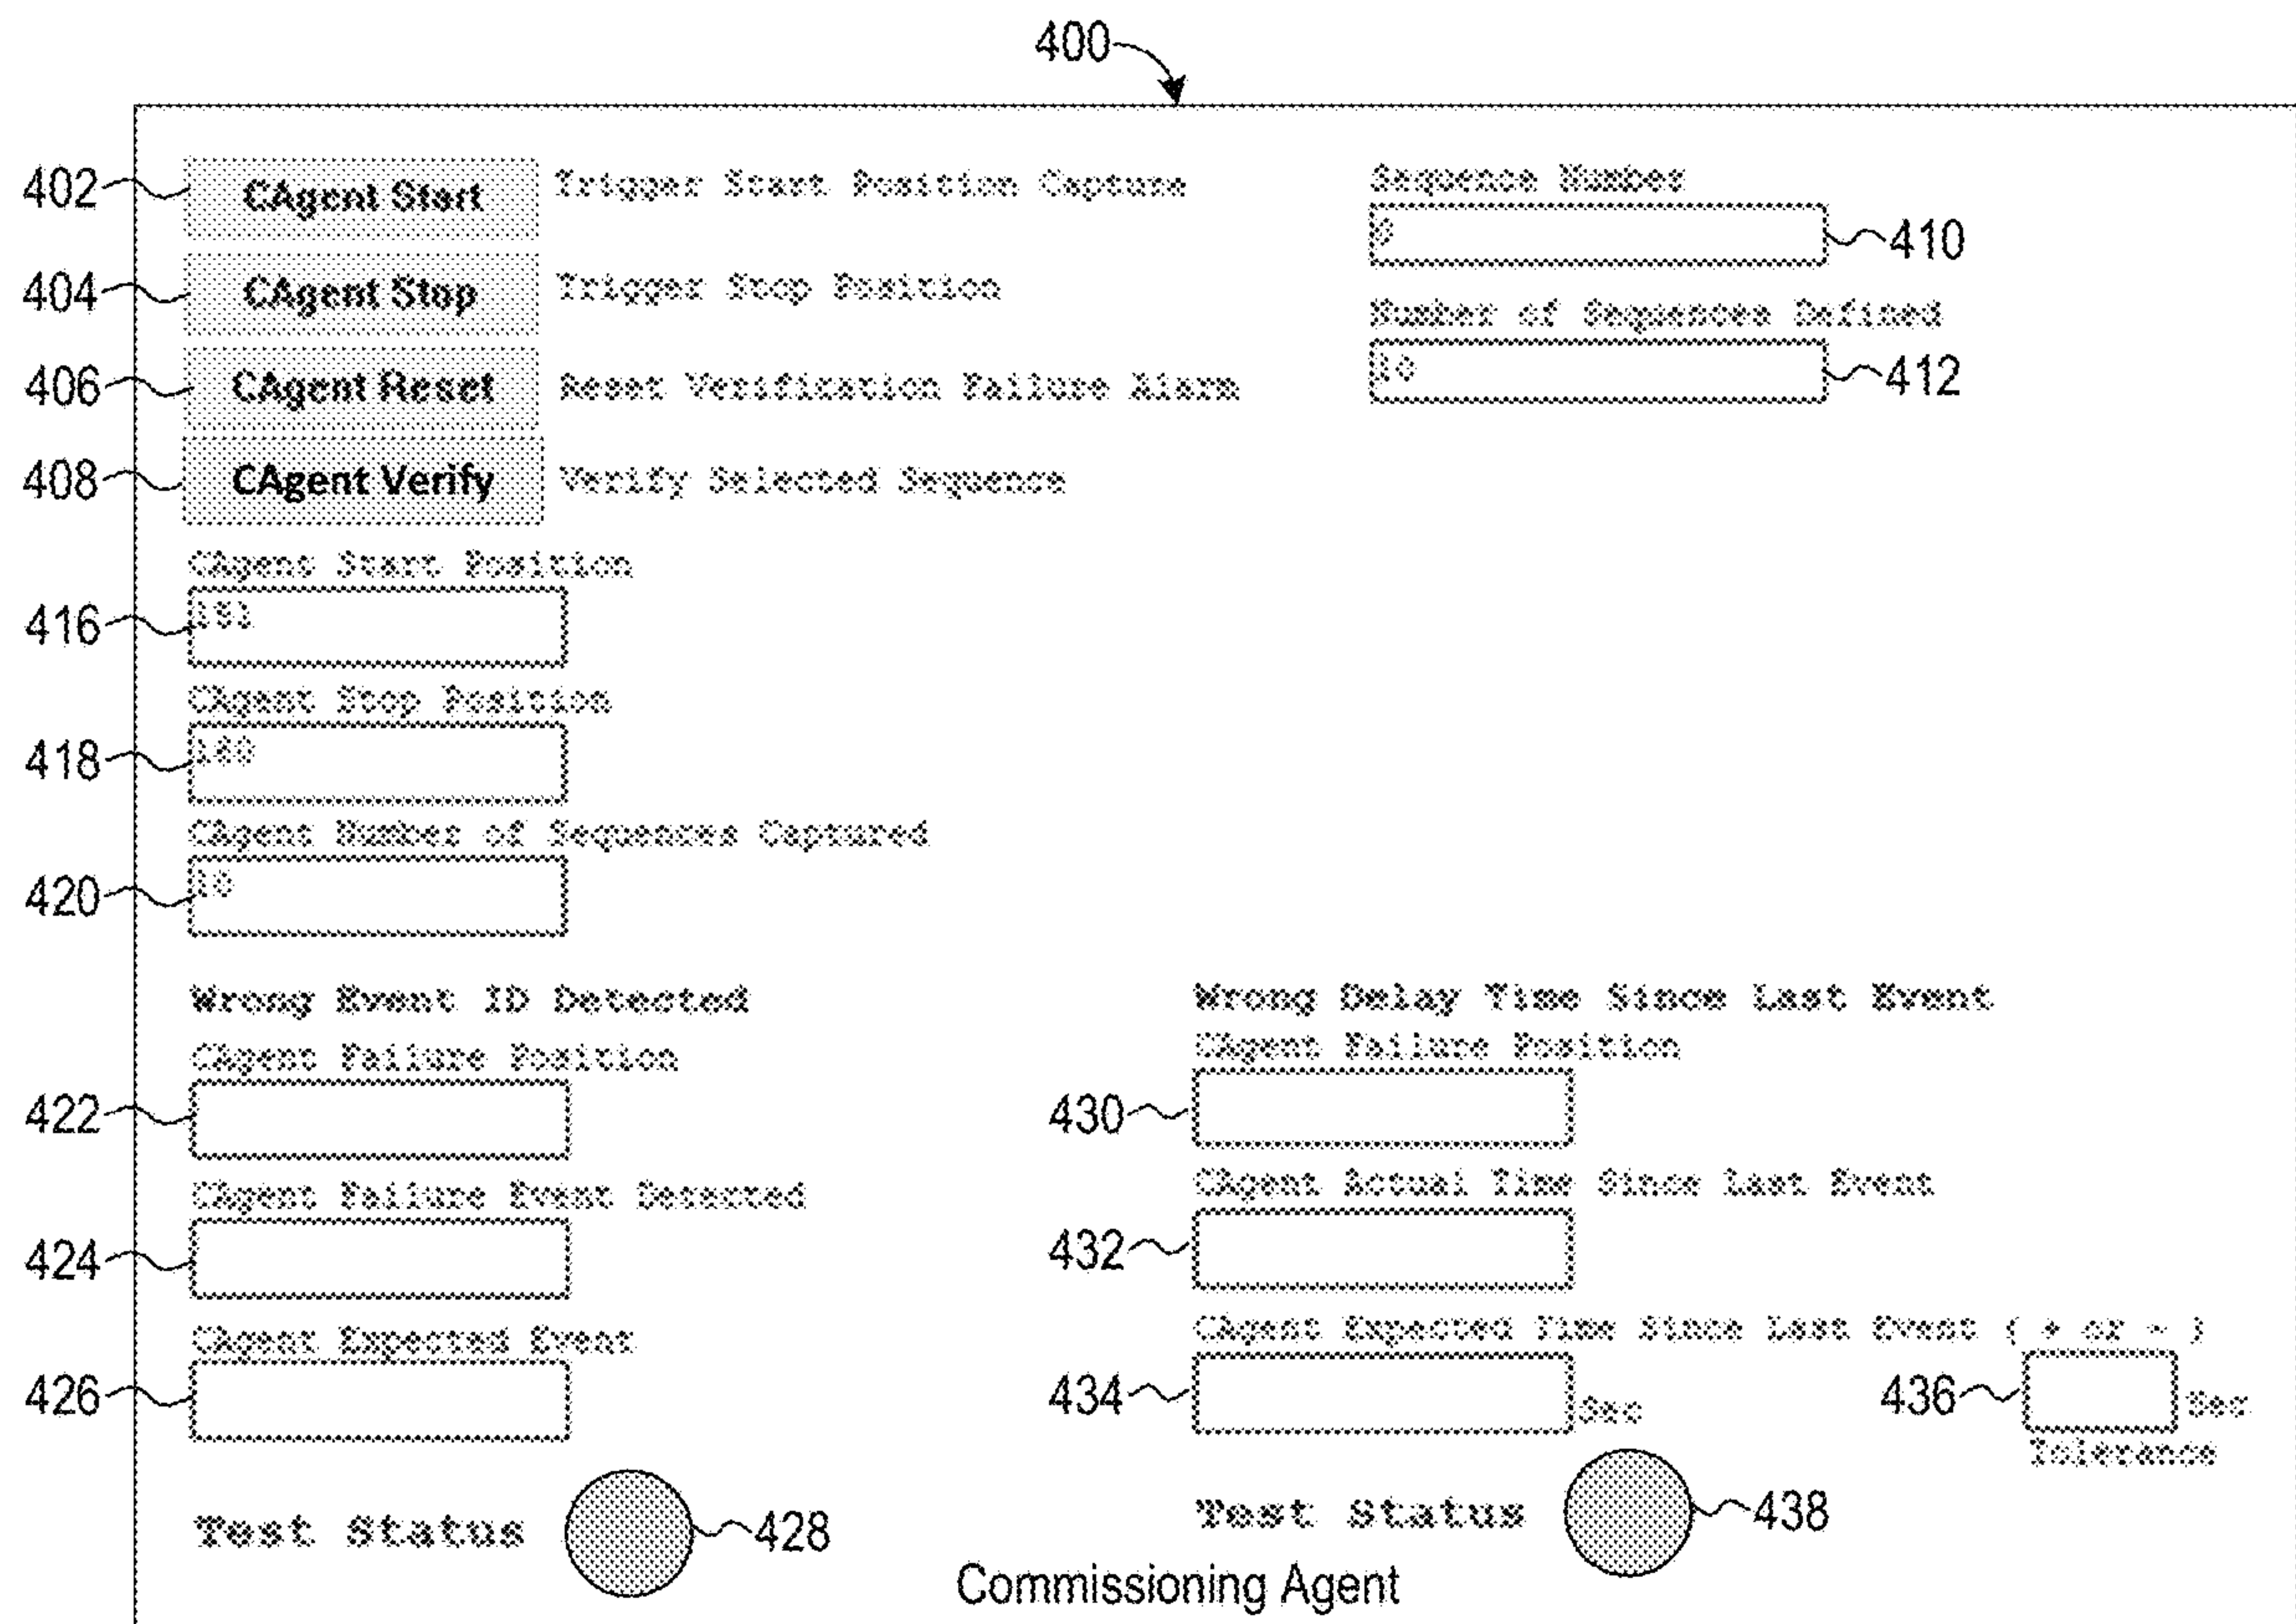 400
402 CAgent Start Trigger Start Position Capture
404 CAgent Stop Trigger Stop Position
406 CAgent Reset Reset Verification Failure Alarm
408 CAgent Verify Verify Selected Sequence
Sequence Number
410
Number of Sequences Defined
10 412
CAgent Start Position
416
CAgent Stop Position
418
CAgent Number of Sequences Captured
420 10
Wrong Event ID Detected
CAgent Failure Position
422
CAgent Failure Event Detected
424
CAgent Expected Event
426
Test Status 428
Wrong Delay Time Since Last Event
CAgent Failure Position
430
CAgent Actual Time Since Last Event
432
CAgent Expected Time Since Last Event ( + or - )
434 Sec 436 Sec
Tolerance
Test Status 438
Commissioning Agent